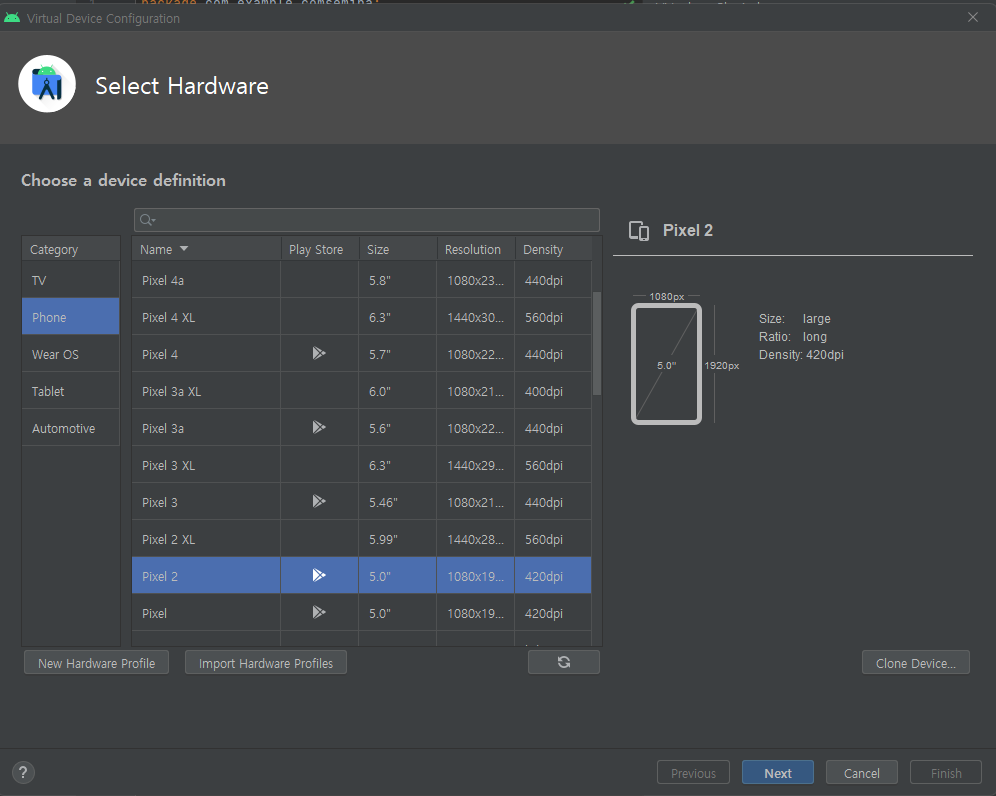 package com.example.comsemina;
Virtual Device Configuration
Select Hardware
Choose a device definition
Category
TV
Phone
Wear OS
Tablet
Automotive
Name Play Store Size Resolution Density
Pixel 4a 5.8" 1080x23... 440dpi
Pixel 4 XL 6.3" 1440x30... 560dpi
Pixel 4 5.7" 1080x22... 440dpi
Pixel 3a XL 6.0" 1080x21... 400dpi
Pixel 3a 5.6" 1080x22... 440dpi
Pixel 3 XL 6.3" 1440x29... 560dpi
Pixel 3 5.46" 1080x21... 440dpi
Pixel 2 XL 5.99" 1440x28... 560dpi
Pixel 2 5.0" 1080x19... 420dpi
Pixel 5.0" 1080x19... 420dpi
Pixel 2
1080px
5.0"
1920px
Size: large
Ratio: long
Density: 420dpi
New Hardware Profile Import Hardware Profiles Clone Device...
? Previous Next Cancel Finish